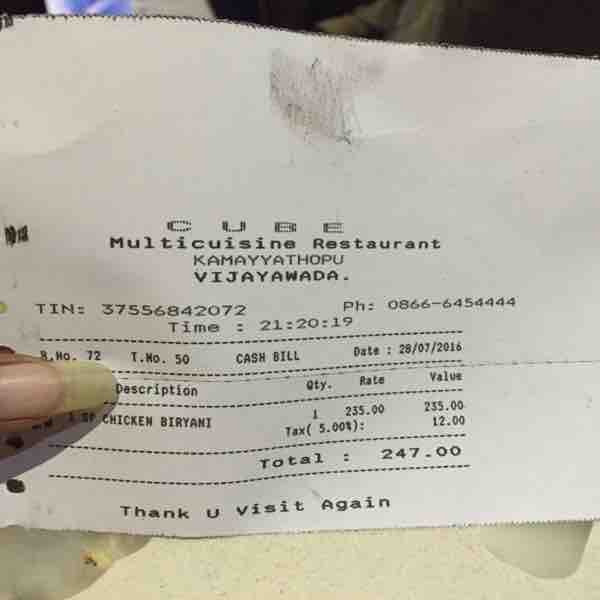 CUBE
Multicuisine Restaurant
KAMAYYATHOPU
VIJAYAWADA.
TIN: 37556842072 Ph: 0866-6454444
Time : 21:20:19
B.No. 72 T.No. 50 CASH BILL Date : 28/07/2016
Description Qty. Rate Value
SP CHICKEN BIRYANI 1 235.00 235.00
Tax( 5.00%): 12.00
Total : 247.00
Thank U Visit Again